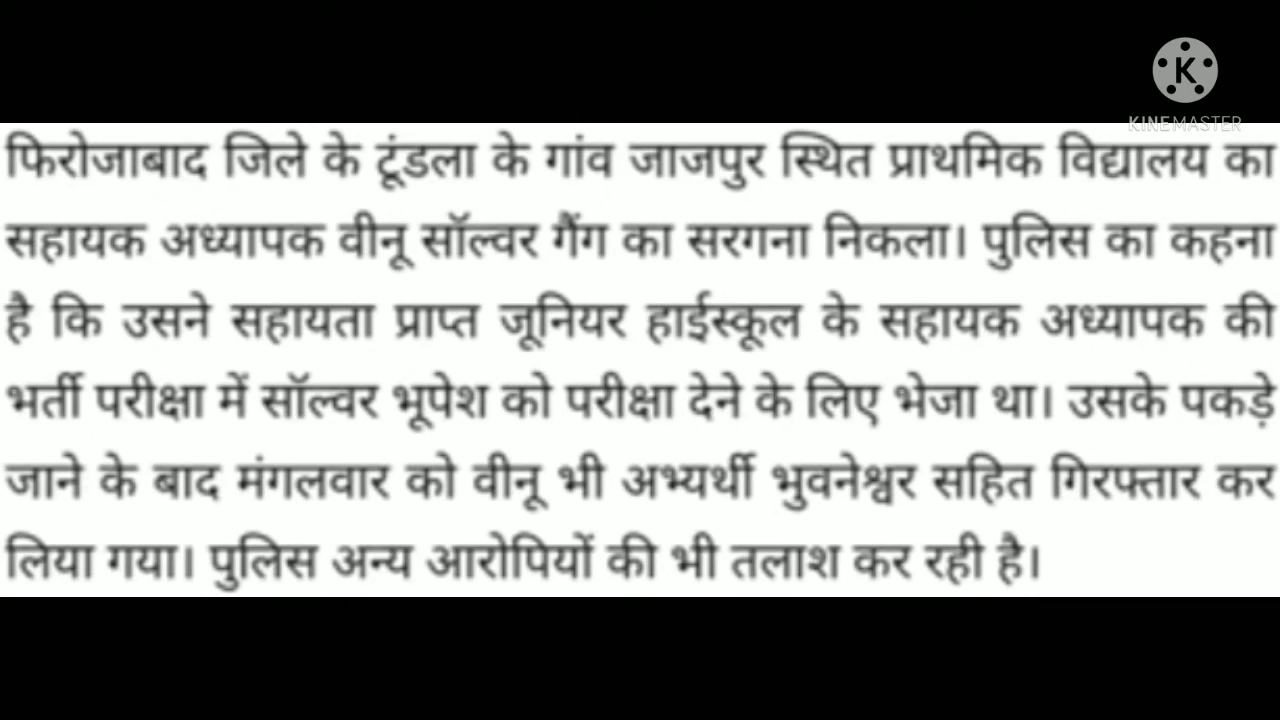 KINEMASTER
फिरोजाबाद जिले के टूंडला के गांव जाजपुर स्थित प्राथमिक विद्यालय का
सहायक अध्यापक वीनू सॉल्वर गैंग का सरगना निकला। पुलिस का कहना
है कि उसने सहायता प्राप्त जूनियर हाईस्कूल के सहायक अध्यापक की
भर्ती परीक्षा में सॉल्वर भूपेश को परीक्षा देने के लिए भेजा था। उसके पकड़े
जाने के बाद मंगलवार को वीनू भी अभ्यर्थी भुवनेश्वर सहित गिरफ्तार कर
लिया गया। पुलिस अन्य आरोपियों की भी तलाश कर रही है।